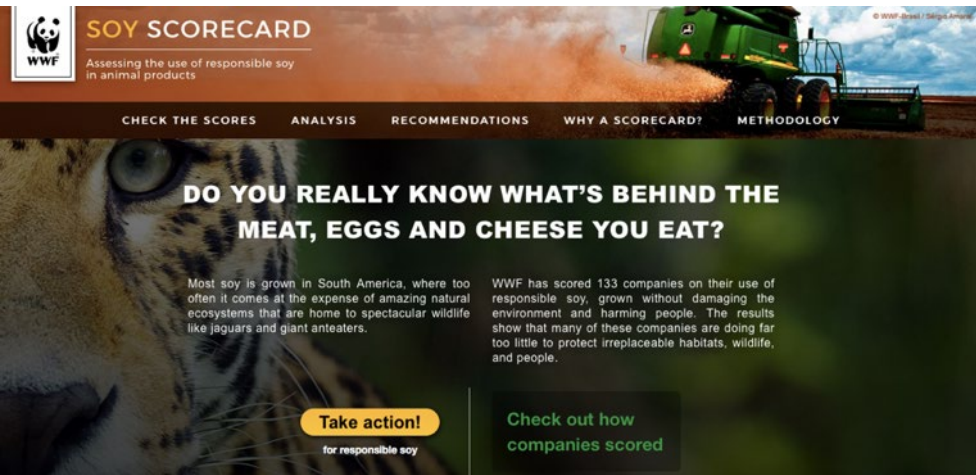 © WWF-Brasil / Sérgio Amaral
SOY SCORECARD
WWF
Assessing the use of responsible soy
in animal products
CHECK THE SCORES ANALYSIS RECOMMENDATIONS WHY A SCORECARD? METHODOLOGY
DO YOU REALLY KNOW WHAT'S BEHIND THE
MEAT, EGGS AND CHEESE YOU EAT?
Most soy is grown in South America, where too
often it comes at the expense of amazing natural
ecosystems that are home to spectacular wildlife
like jaguars and giant anteaters.
WWF has scored 133 companies on their use of
responsible soy, grown without damaging the
environment and harming people. The results
show that many of these companies are doing far
too little to protect irreplaceable habitats, wildlife,
and people.
Take action!
for responsible soy
Check out how
companies scored